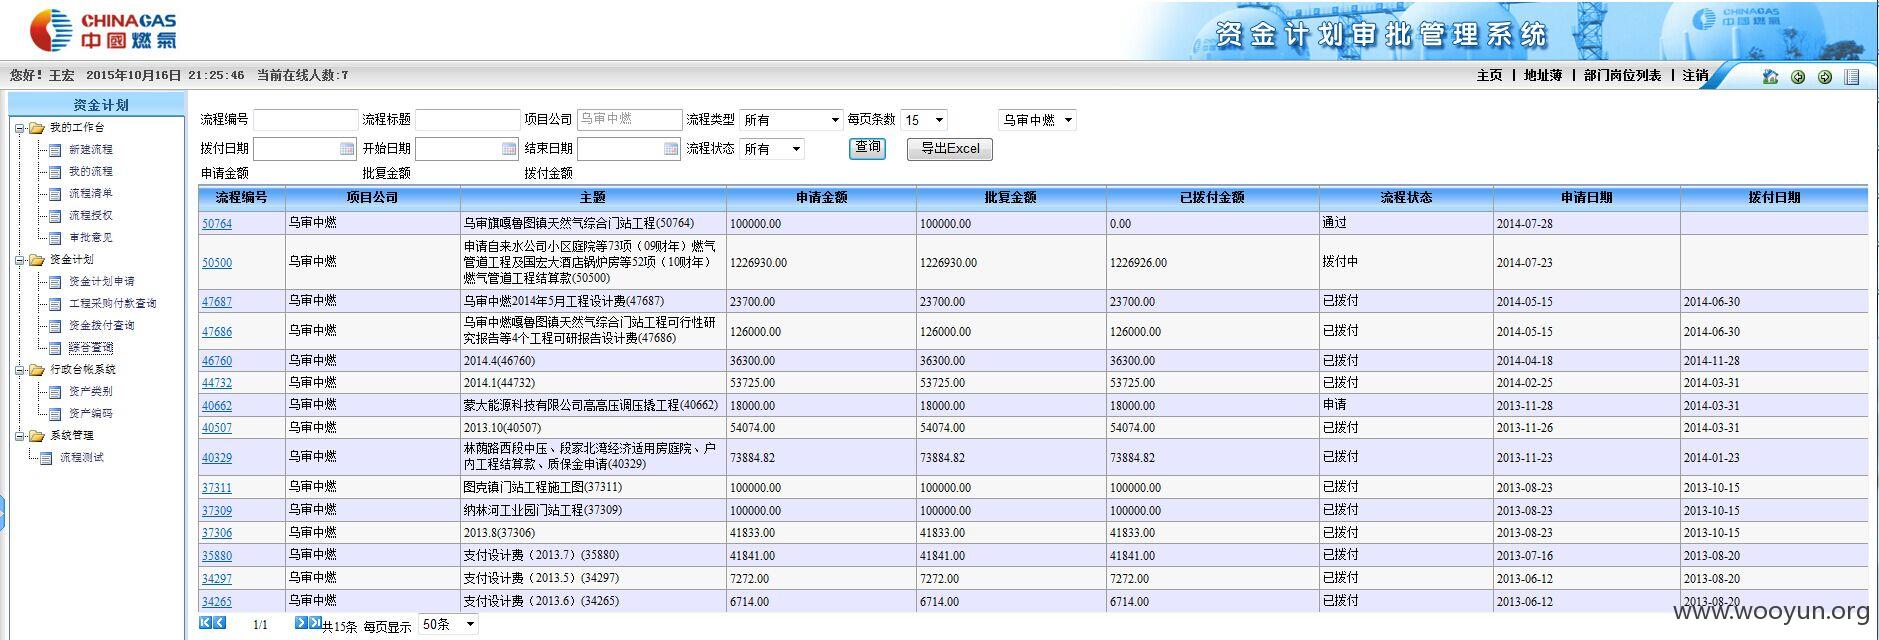 CHINAGAS
中國燃氣
资金计划审批管理系统
CHINAGAS
中國燃氣
您好! 王宏 2015年10月16日 21:25:46 当前在线人数:7
主页 | 地址薄 | 部门岗位列表 | 注销
资金计划
我的工作台
新建流程
我的流程
流程清单
流程授权
审批意见
资金计划
资金计划申请
工程采购付款查询
资金拨付查询
综合查询
行政台帐系统
资产类别
资产编码
系统管理
流程测试
流程编号 流程标题 项目公司 乌审中燃 流程类型 所有 每页条数 15 乌审中燃
拨付日期 开始日期 结束日期 流程状态 所有 查询 导出Excel
申请金额 批复金额 拨付金额
流程编号 项目公司 主题 申请金额 批复金额 已拨付金额 流程状态 申请日期 拨付日期
50764 乌审中燃 乌审旗嘎鲁图镇天然气综合门站工程(50764) 100000.00 100000.00 0.00 通过 2014-07-28
申请自来水公司小区庭院等73项（09财年）燃气
50500 乌审中燃 管道工程及国宏大酒店锅炉房等52项（10财年） 1226930.00 1226930.00 1226926.00 拨付中 2014-07-23
燃气管道工程结算款(50500)
47687 乌审中燃 乌审中燃2014年5月工程设计费(47687) 23700.00 23700.00 23700.00 已拨付 2014-05-15 2014-06-30
乌审中燃嘎鲁图镇天然气综合门站工程可行性研
47686 乌审中燃 究报告等4个工程可研报告设计费(47686) 126000.00 126000.00 126000.00 已拨付 2014-05-15 2014-06-30
46760 乌审中燃 2014.4(46760) 36300.00 36300.00 36300.00 已拨付 2014-04-18 2014-11-28
44732 乌审中燃 2014.1(44732) 53725.00 53725.00 53725.00 已拨付 2014-02-25 2014-03-31
40662 乌审中燃 蒙大能源科技有限公司高高压调压撬工程(40662) 18000.00 18000.00 18000.00 申请 2013-11-28 2014-03-31
40507 乌审中燃 2013.10(40507) 54074.00 54074.00 54074.00 已拨付 2013-11-26 2014-03-31
林荫路西段中压、段家北湾经济适用房庭院、户
40329 乌审中燃 内工程结算款、质保金申请(40329) 73884.82 73884.82 73884.82 已拨付 2013-11-23 2014-01-23
37311 乌审中燃 图克镇门站工程施工图(37311) 100000.00 100000.00 100000.00 已拨付 2013-08-23 2013-10-15
37309 乌审中燃 纳林河工业园门站工程(37309) 100000.00 100000.00 100000.00 已拨付 2013-08-23 2013-10-15
37306 乌审中燃 2013.8(37306) 41833.00 41833.00 41833.00 已拨付 2013-08-23 2013-10-15
35880 乌审中燃 支付设计费（2013.7）(35880) 41841.00 41841.00 41841.00 已拨付 2013-07-16 2013-08-20
34297 乌审中燃 支付设计费（2013.5）(34297) 7272.00 7272.00 7272.00 已拨付 2013-06-12 2013-08-20
34265 乌审中燃 支付设计费（2013.6）(34265) 6714.00 6714.00 6714.00 已拨付 2013-06-12 2013-08-20
1/1 共15条 每页显示 50条
www.wooyun.org